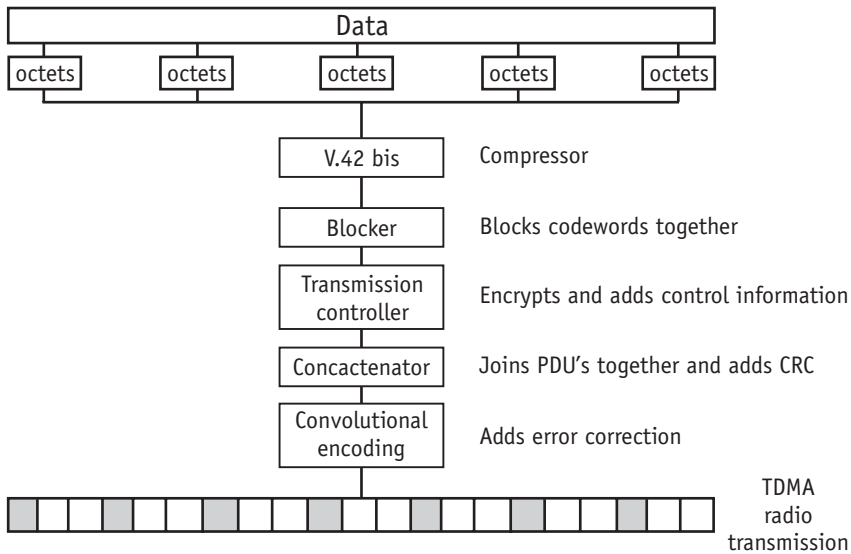 Data
octets octets octets octets octets
V.42 bis Compressor
Blocker Blocks codewords together
Transmission
controller
Encrypts and adds control information
Concactenator Joins PDU's together and adds CRC
Convolutional
encoding
Adds error correction
TDMA
radio
transmission